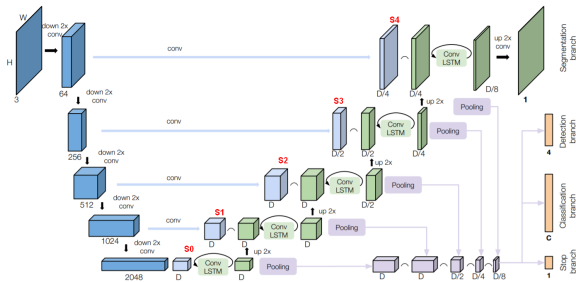 W
H
3
down 2x
conv
64
conv
S4
D/4
D/4
Conv
LSTM
D/8
up 2x
conv
1
Segmentation
branch
down 2x
conv
256
conv
S3
D/2
D/2
Conv
LSTM
D/4
up 2x
Pooling
Pooling
4
Detection
branch
down 2x
conv
512
conv
S2
D
D
Conv
LSTM
D/2
up 2x
Pooling
down 2x
conv
1024
conv
S1
D
D
Conv
LSTM
D
up 2x
Pooling
C
Classification
branch
down 2x
conv
2048
S0
D
Conv
LSTM
D
up 2x
Pooling
D
D
D/2
D/4
D/8
1
Stop
branch